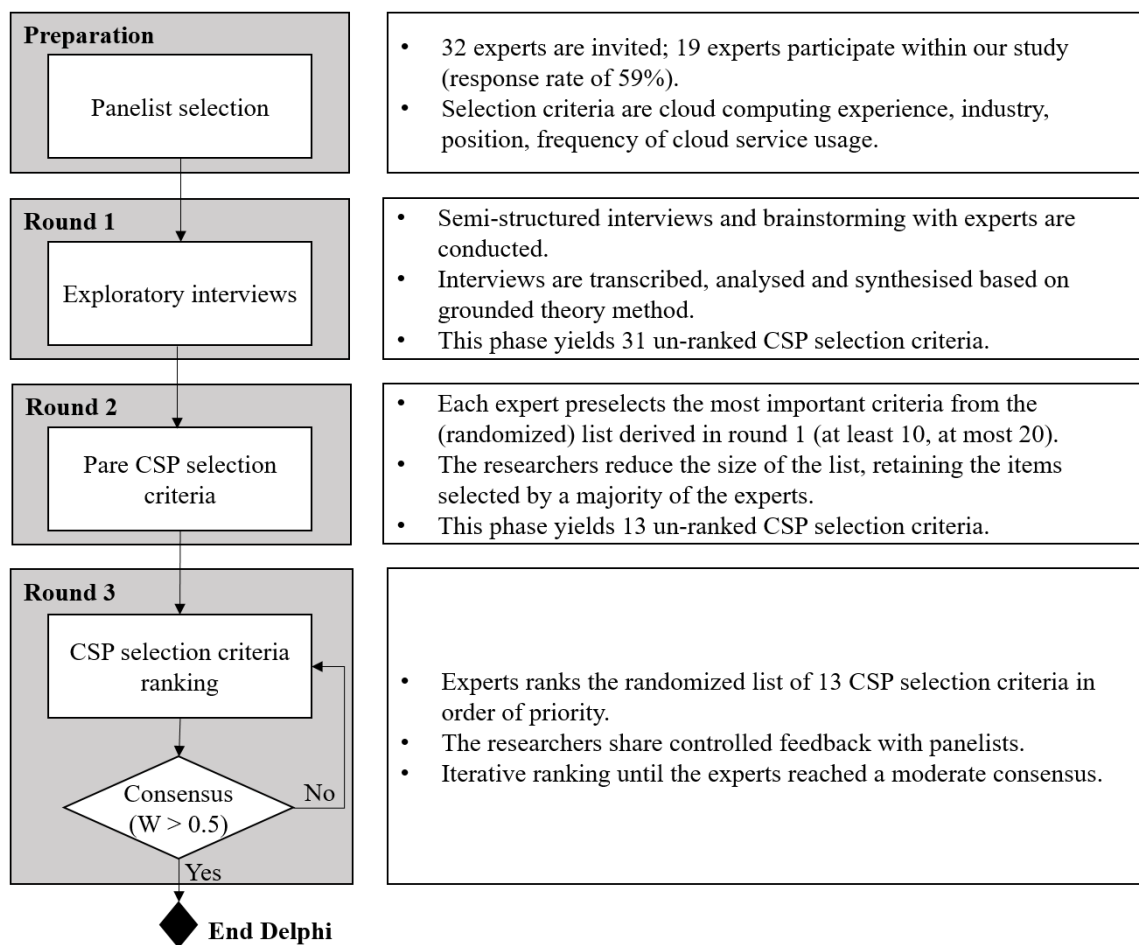 Preparation
Panelist selection
• 32 experts are invited; 19 experts participate within our study
(response rate of 59%).
• Selection criteria are cloud computing experience, industry,
position, frequency of cloud service usage.
Round 1
Exploratory interviews
• Semi-structured interviews and brainstorming with experts are
conducted.
• Interviews are transcribed, analysed and synthesised based on
grounded theory method.
• This phase yields 31 un-ranked CSP selection criteria.
Round 2
Pare CSP selection
criteria
• Each expert preselects the most important criteria from the
(randomized) list derived in round 1 (at least 10, at most 20).
• The researchers reduce the size of the list, retaining the items
selected by a majority of the experts.
• This phase yields 13 un-ranked CSP selection criteria.
Round 3
CSP selection criteria
ranking
Consensus
(W > 0.5)
No
Yes
• Experts ranks the randomized list of 13 CSP selection criteria in
order of priority.
• The researchers share controlled feedback with panelists.
• Iterative ranking until the experts reached a moderate consensus.
End Delphi